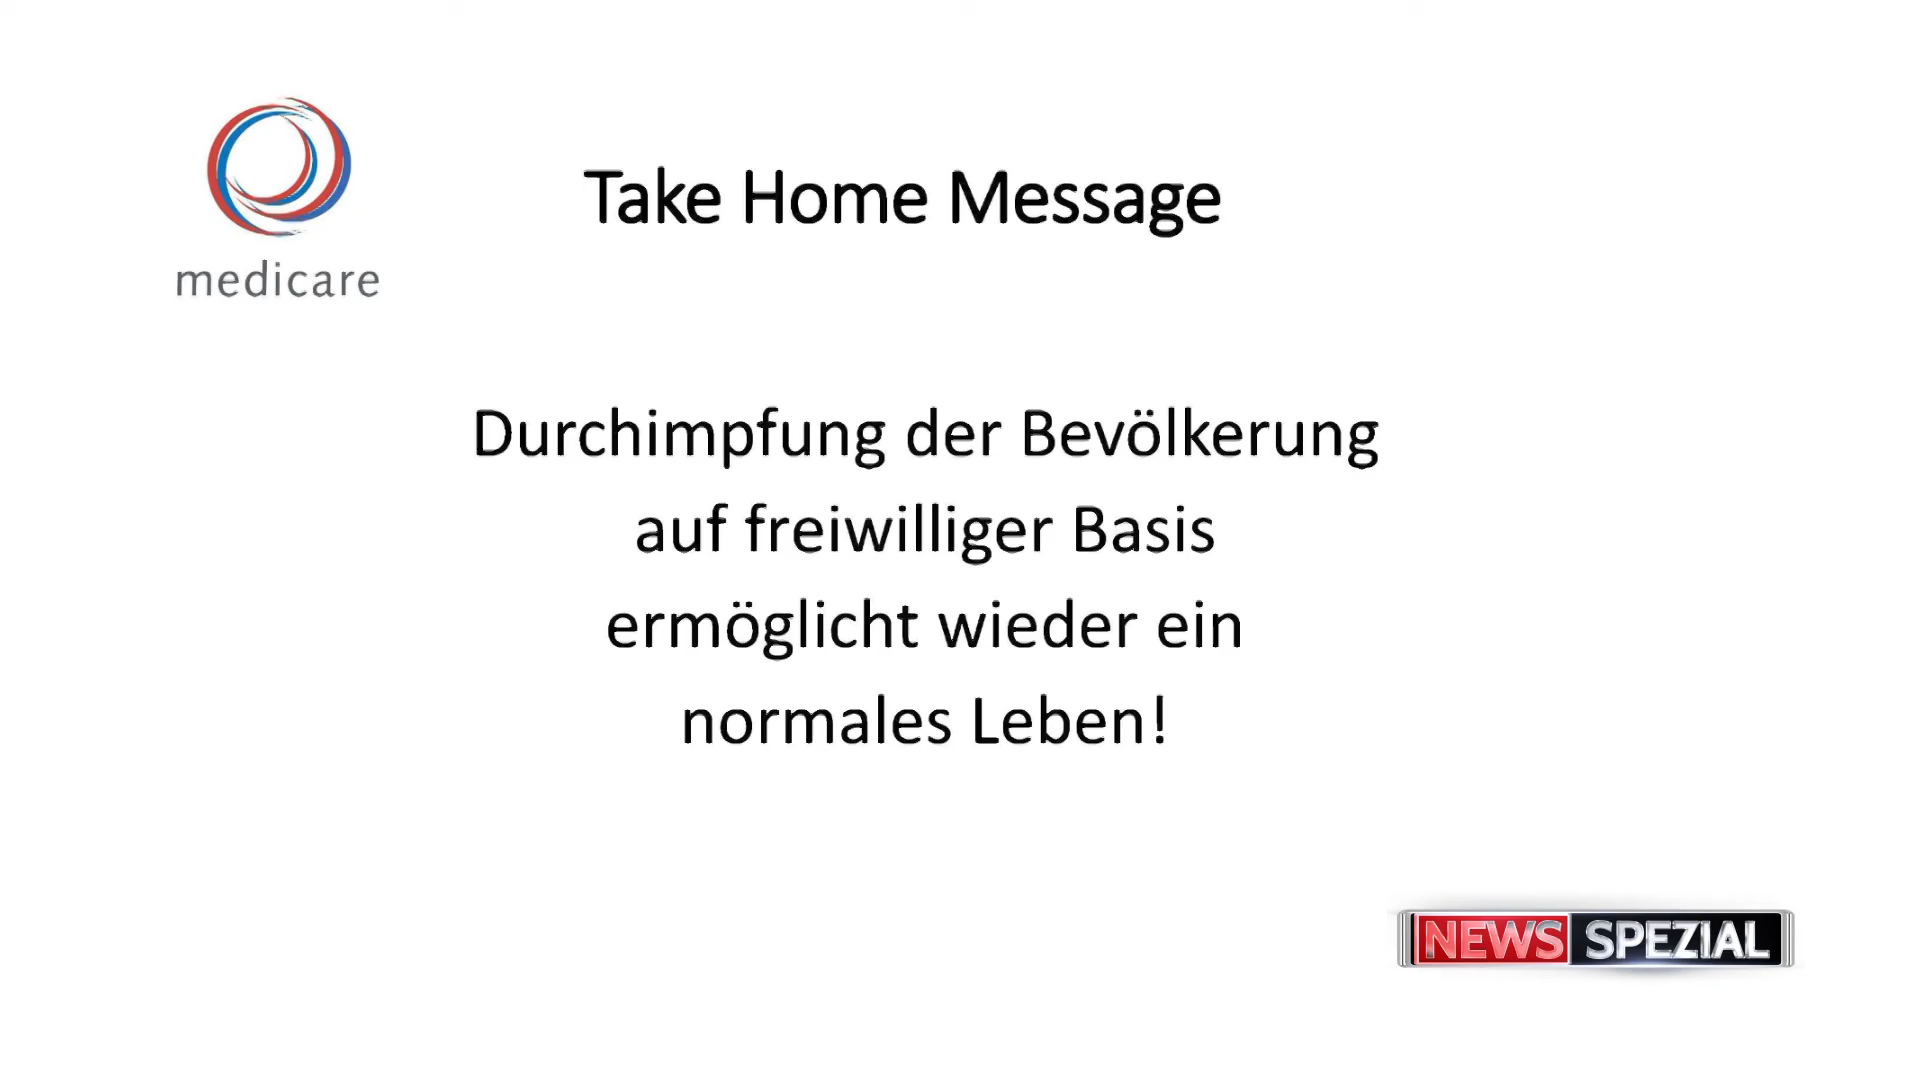 medicare
Take Home Message
Durchimpfung der Bevölkerung
auf freiwilliger Basis
ermöglicht wieder ein
normales Leben!
NEWS SPEZIAL